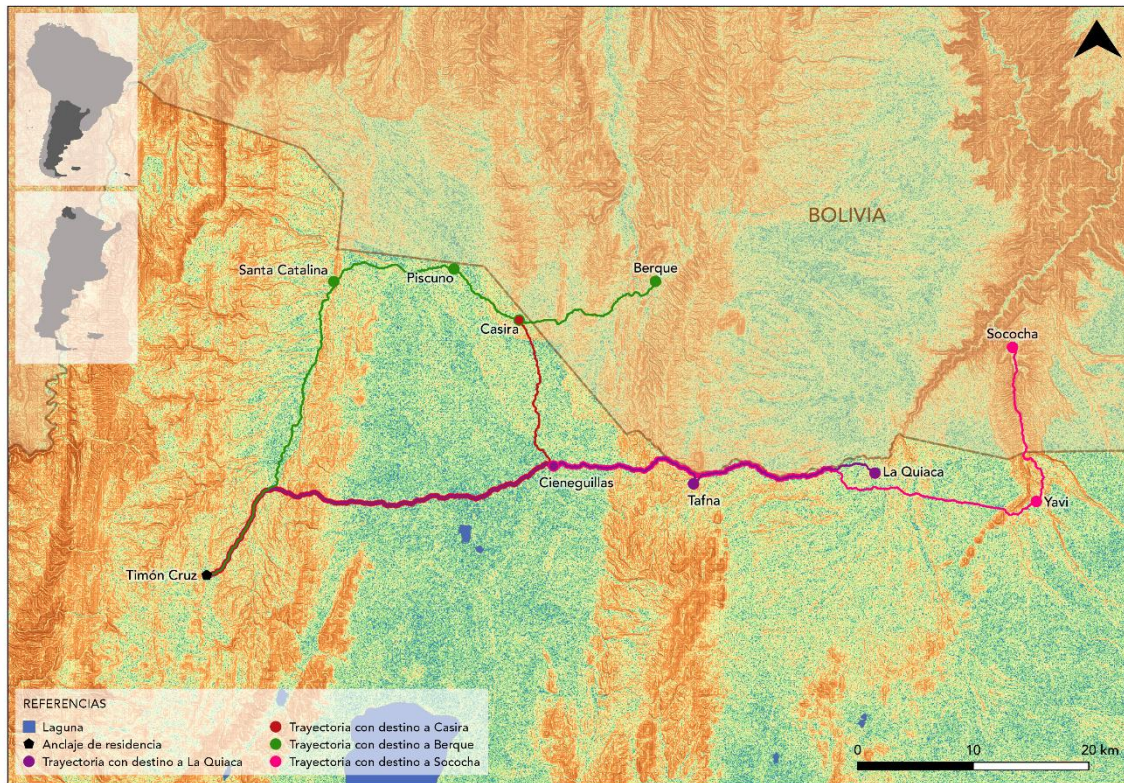 BOLIVIA
Santa Catalina
Piscuno
Berque
Casira
Sococha
Cieneguillas
La Quiaca
Tafna
Yavi
Timón Cruz
REFERENCIAS
Laguna
Anclaje de residencia
Trayectoria con destino a La Quiaca
Trayectoria con destino a Casira
Trayectoria con destino a Berque
Trayectoria con destino a Sococha
0 10 20 km